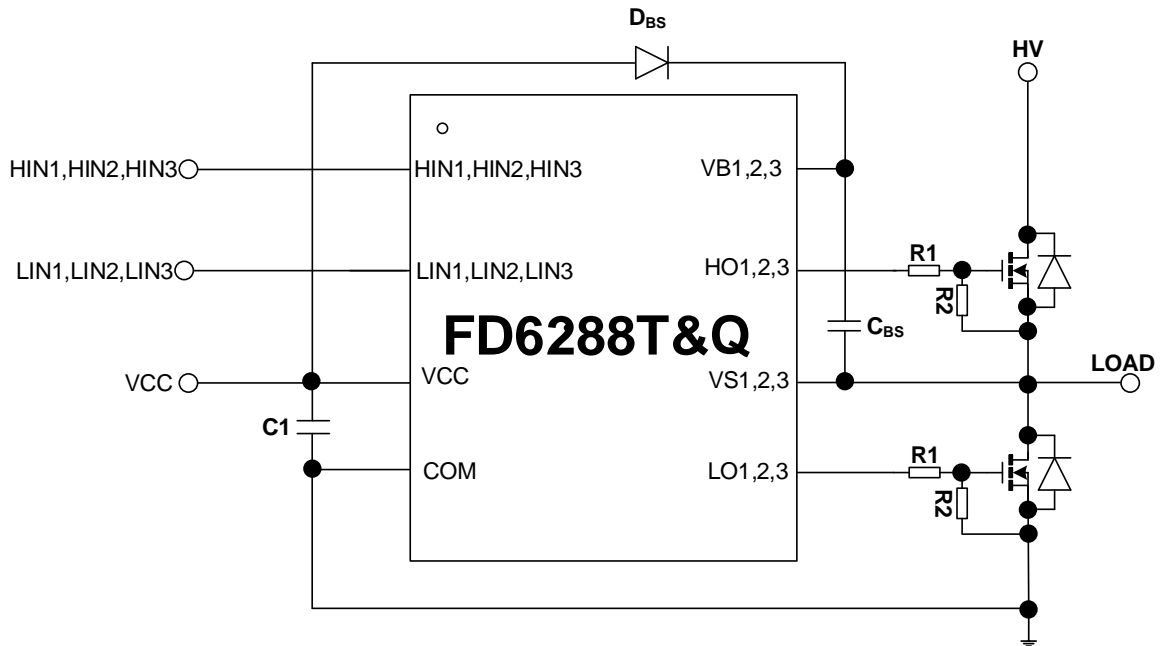 DBS
HV
HIN1,HIN2,HIN3
HIN1,HIN2,HIN3
VB1,2,3
LIN1,LIN2,LIN3
LIN1,LIN2,LIN3
HO1,2,3
R1
R2
FD6288T&Q
CBS
VCC
VCC
VS1,2,3
LOAD
C1
COM
LO1,2,3
R1
R2